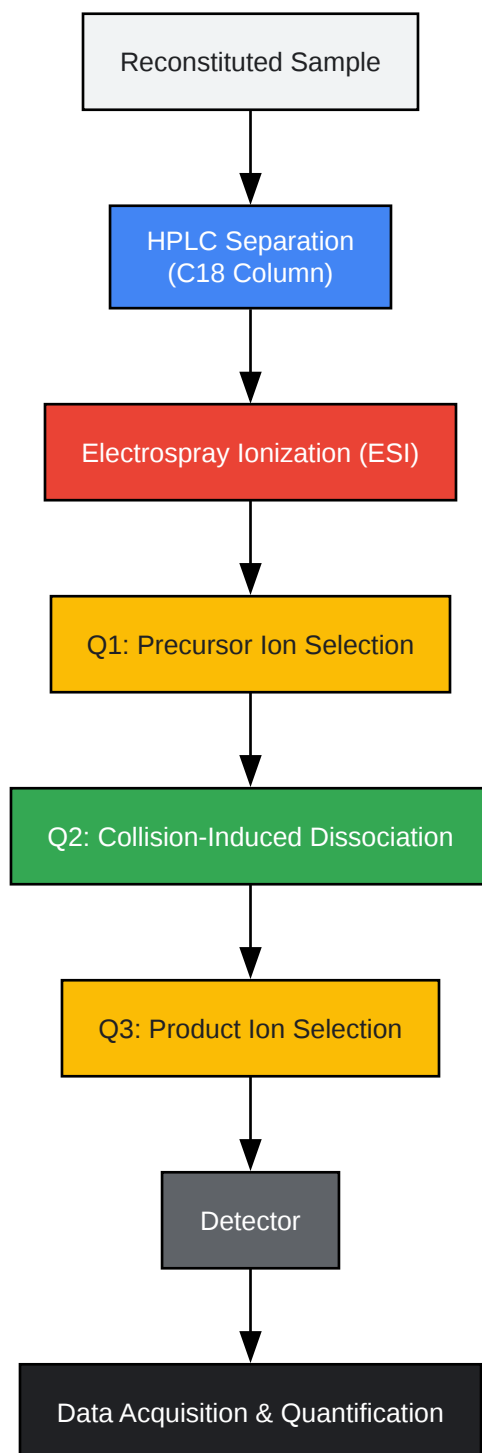 Reconstituted Sample
HPLC Separation
(C18 Column)
Electrospray Ionization (ESI)
Q1: Precursor Ion Selection
Q2: Collision-Induced Dissociation
Q3: Product Ion Selection
Detector
Data Acquisition & Quantification